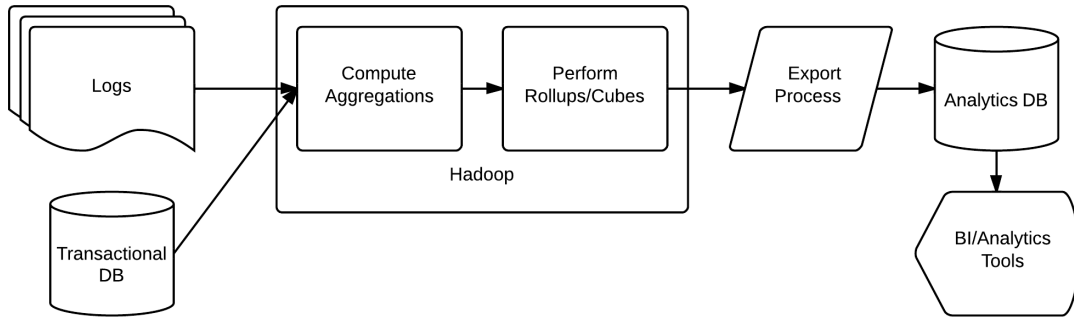 Logs
Compute
Aggregations
Perform
Rollups/Cubes
Hadoop
Export
Process
Analytics DB
Transactional
DB
BI/Analytics
Tools